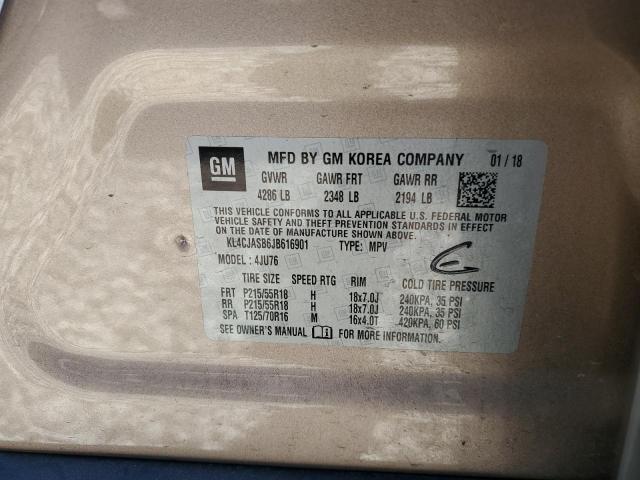 GM MFD BY GM KOREA COMPANY 01 / 18
GVWR GAWR FRT GAWR RR
4286 LB 2348 LB 2194 LB
THIS VEHICLE CONFORMS TO ALL APPLICABLE U.S. FEDERAL MOTOR
VEHICLE SAFETY AND THEFT PREVENTION STANDARDS IN EFFECT
ON THE DATE OF MANUFACTURE SHOWN ABOVE.
KL4CJASB6JB616901 TYPE: MPV
MODEL: 4JU76
TIRE SIZE SPEED RTG RIM COLD TIRE PRESSURE
FRT P215/55R18 H 18x7.0J 240KPA, 35 PSI
RR P215/55R18 H 18x7.0J 240KPA, 35 PSI
SPA T125/70R16 M 16x4.0T 420KPA, 60 PSI
SEE OWNER'S MANUAL FOR MORE INFORMATION.